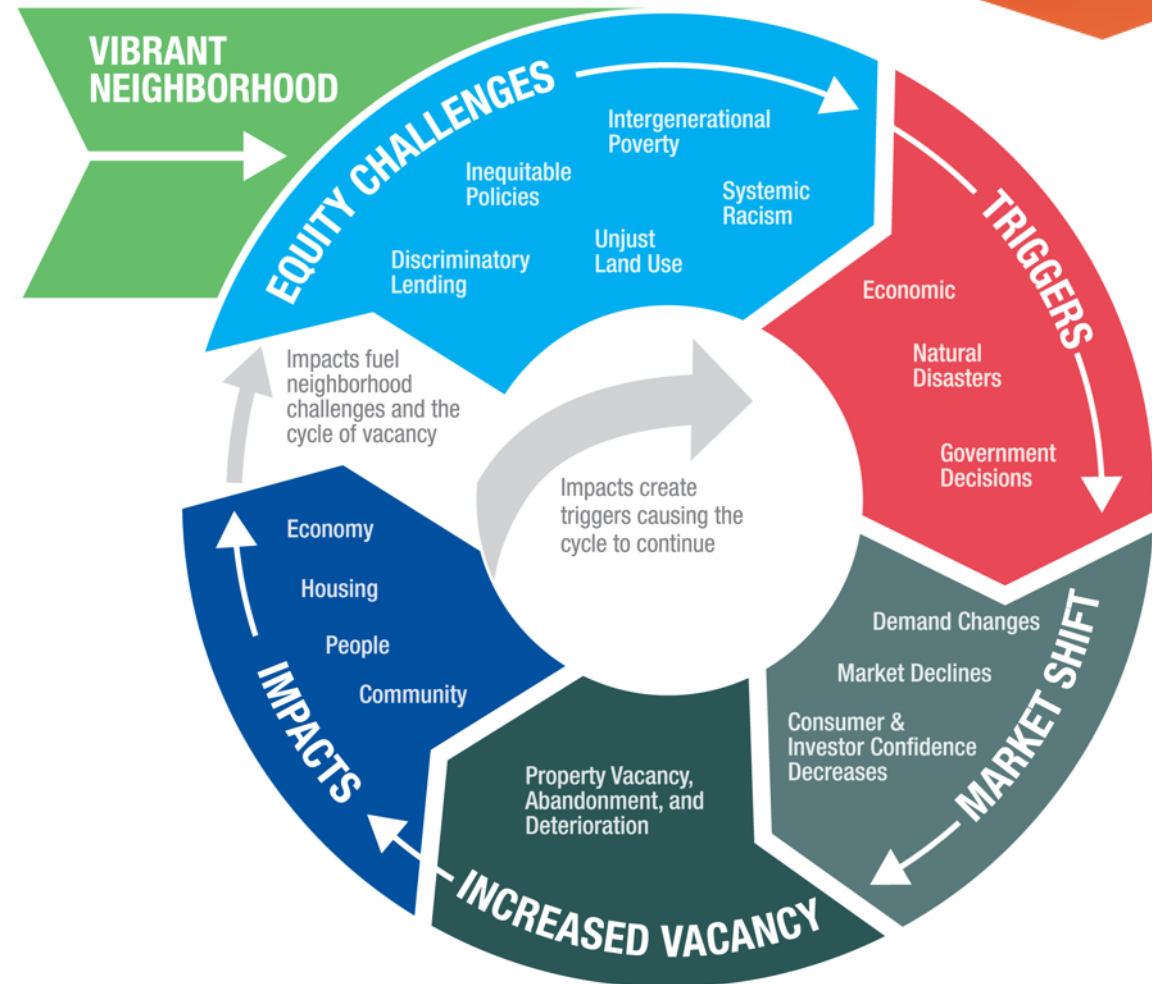 VIBRANT
NEIGHBORHOOD
EQUITY CHALLENGES
Intergenerational
Poverty
Inequitable
Policies
Systemic
Racism
Unjust
Land Use
Discriminatory
Lending
TRIGGERS
Economic
Natural
Disasters
Government
Decisions
MARKET SHIFT
Demand Changes
Market Declines
Consumer &
Investor Confidence
Decreases
INCREASED VACANCY
Property Vacancy,
Abandonment, and
Deterioration
IMPACTS
Economy
Housing
People
Community
Impacts fuel
neighborhood
challenges and the
cycle of vacancy
Impacts create
triggers causing the
cycle to continue